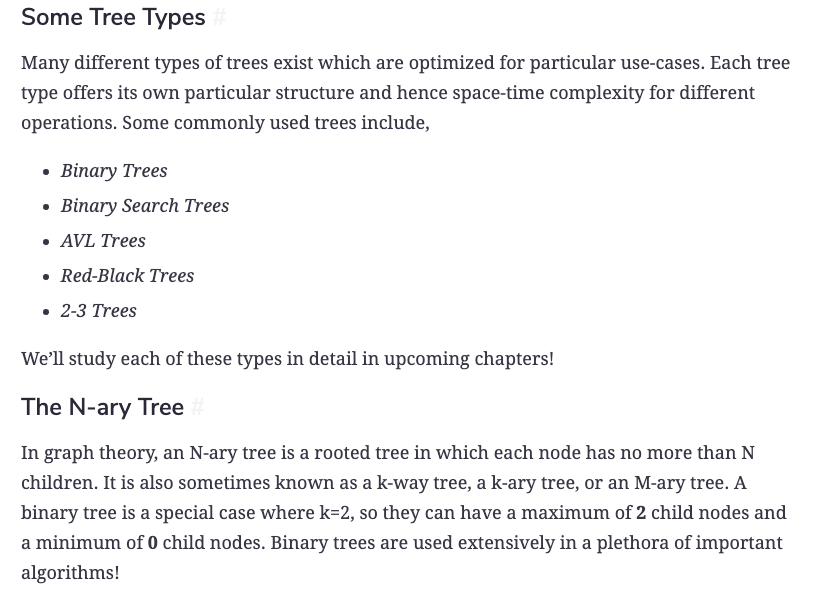 Some Tree Types #
Many different types of trees exist which are optimized for particular use-cases. Each tree
type offers its own particular structure and hence space-time complexity for different
operations. Some commonly used trees include,
• Binary Trees
• Binary Search Trees
• AVL Trees
• Red-Black Trees
• 2-3 Trees
We’ll study each of these types in detail in upcoming chapters!
The N-ary Tree #
In graph theory, an N-ary tree is a rooted tree in which each node has no more than N
children. It is also sometimes known as a k-way tree, a k-ary tree, or an M-ary tree. A
binary tree is a special case where k=2, so they can have a maximum of 2 child nodes and
a minimum of 0 child nodes. Binary trees are used extensively in a plethora of important
algorithms!